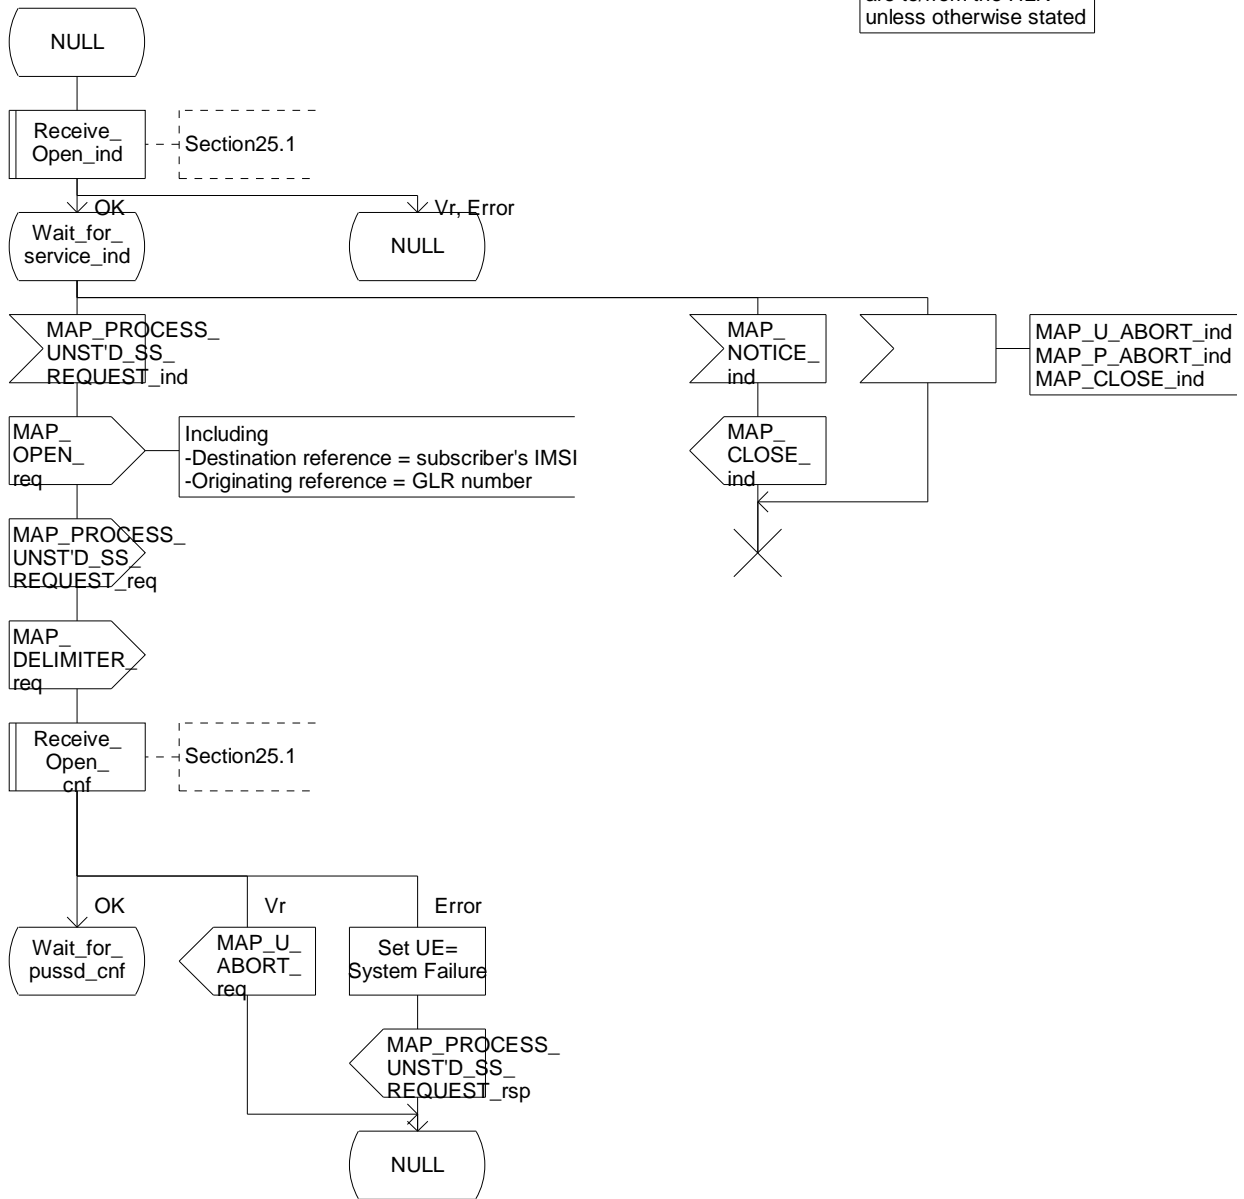 unless otherwise stated
NULL
Receive_
Open_ind
Section25.1
OK
Vr, Error
Wait_for_
service_ind
NULL
MAP_PROCESS_
UNST'D_SS_
REQUEST_ind
MAP_
NOTICE_
ind
MAP_U_ABORT_ind
MAP_P_ABORT_ind
MAP_CLOSE_ind
MAP_
OPEN_
req
Including
-Destination reference = subscriber's IMSI
-Originating reference = GLR number
MAP_
CLOSE_
ind
MAP_PROCESS_
UNST'D_SS_
REQUEST_req
MAP_
DELIMITER_
req
Receive_
Open_
cnf
Section25.1
OK
Vr
Error
Wait_for_
pussd_cnf
MAP_U_
ABORT_
req
Set UE=
System Failure
MAP_PROCESS_
UNST'D_SS_
REQUEST_rsp
NULL